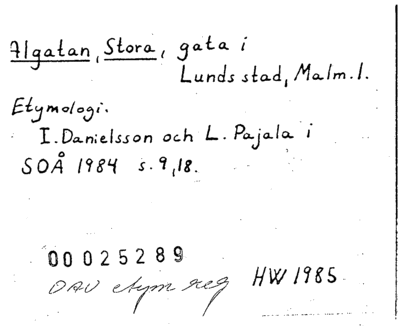 Algatan, Stora, gata i
Lunds stad, Malm. l.
Etymologi.
I. Danielsson och L. Pajala i
SOÅ 1984 s. 9, 18.
00025289
OAU etym reg HW 1985